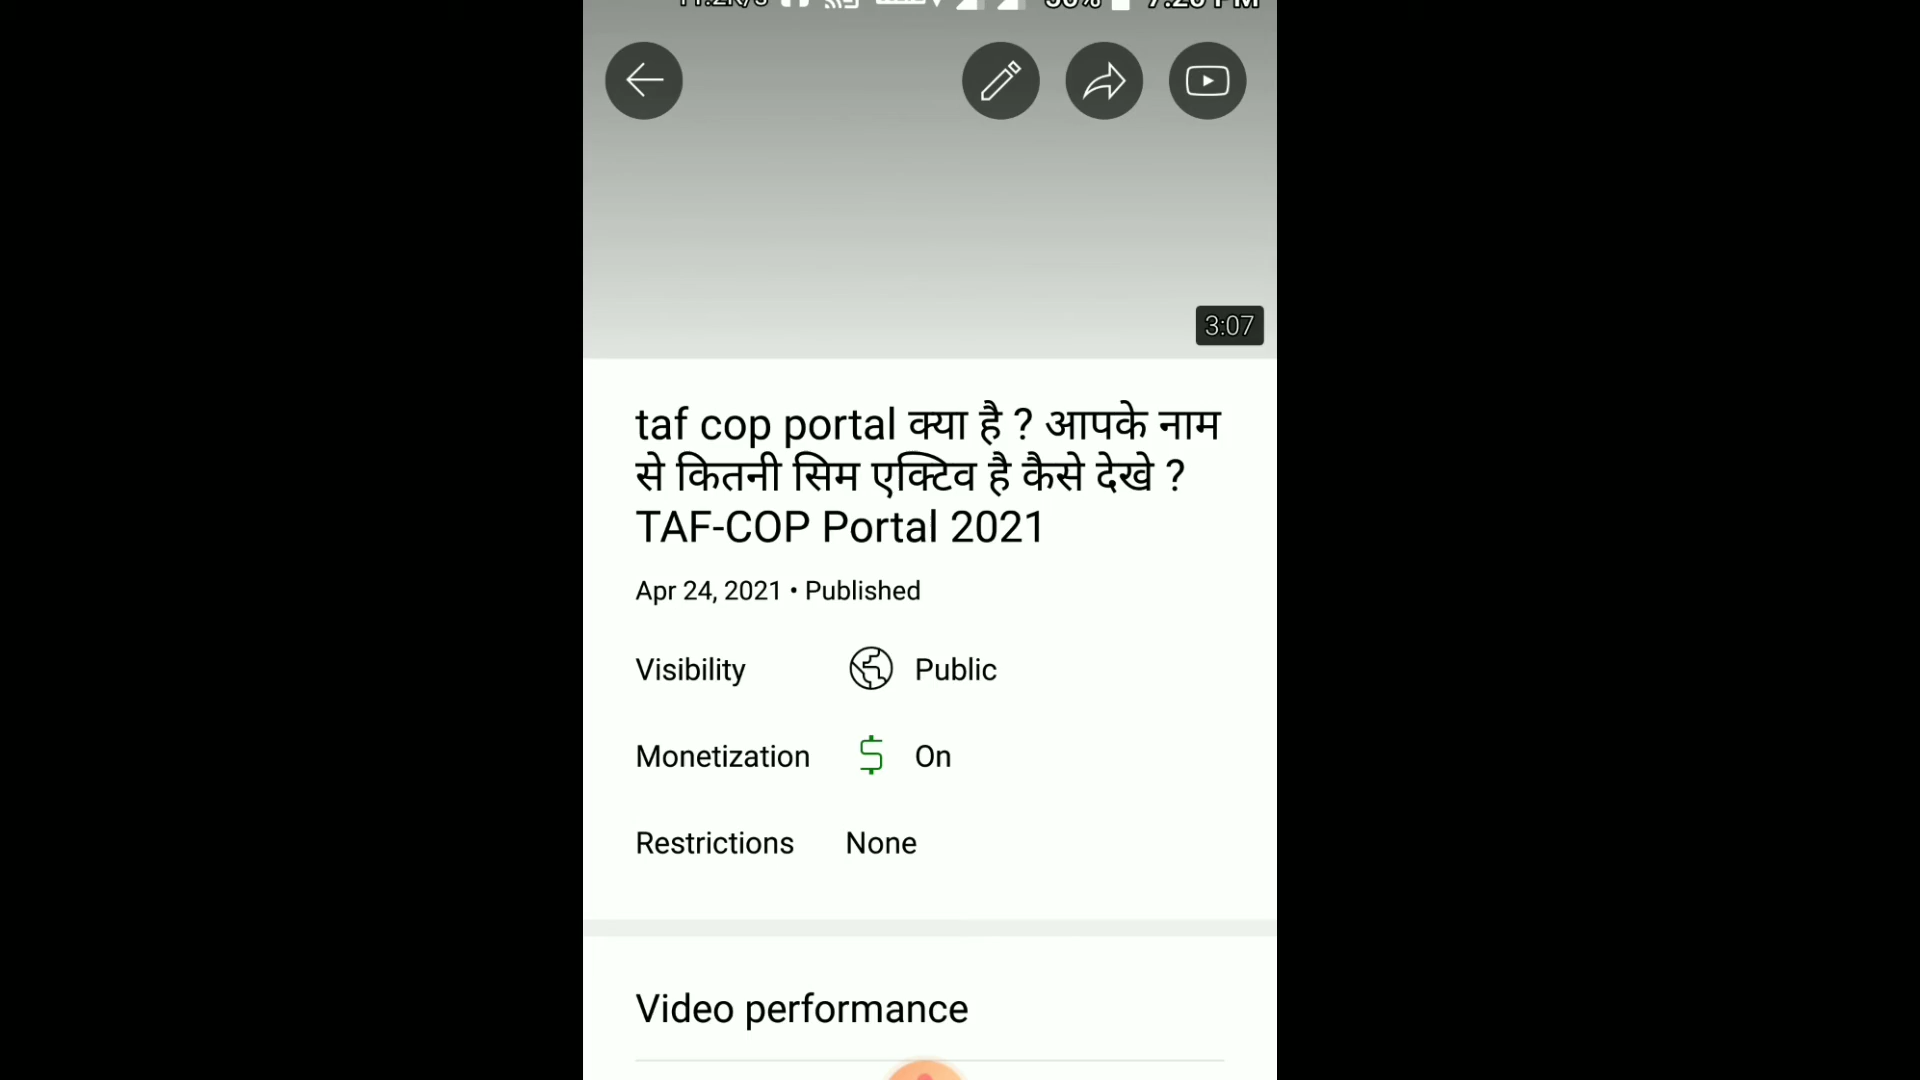 3:07
taf cop portal क्या है ? आपके नाम
से कितनी सिम एक्टिव है कैसे देखे ?
TAF-COP Portal 2021
Apr 24, 2021 • Published
Visibility Public
Monetization On
Restrictions None
Video performance